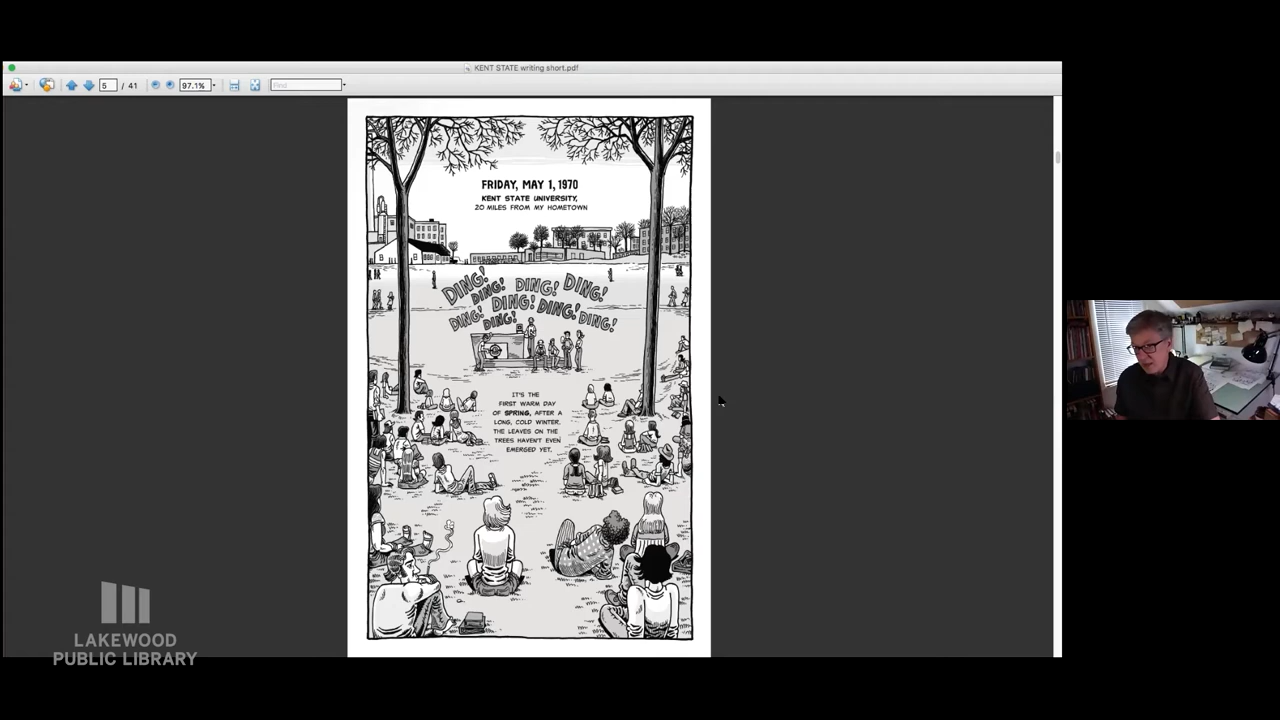 KENT STATE writing short.pdf
5 / 41
97.1%
Find
FRIDAY, MAY 1, 1970
KENT STATE UNIVERSITY,
20 MILES FROM MY HOMETOWN
DING! DING! DING! DING!
DING! DING! DING! DING! DING!
IT'S THE
FIRST WARM DAY
OF SPRING, AFTER A
LONG, COLD WINTER.
THE LEAVES ON THE
TREES HAVEN'T EVEN
EMERGED YET.
LAKEWOOD
PUBLIC LIBRARY